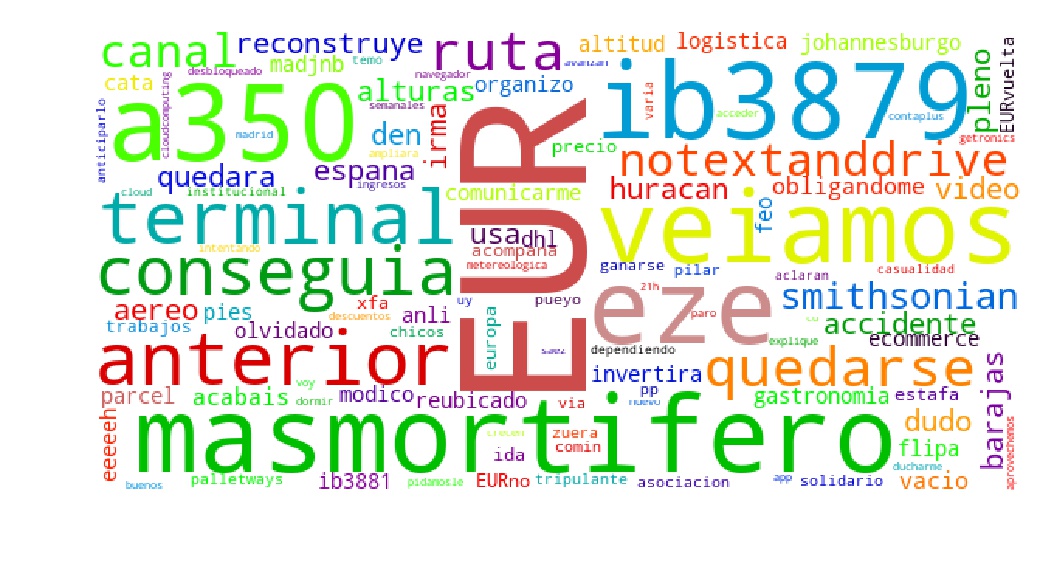 canal
reconstruye
ruta
altitud
logistica
johannesburgo
madjnb
temo
avanzan
desbloqueado
navegador
cata
a350
alturas
organizo
ib3879
pleno
EURvuelta
semanales
varia
acceder
contaplus
anticiparlo
cloudcomputing
madrid
den
irma
EUR
precio
getronics
ampliara
notextanddrive
quedara
espana
ingresos
cloud
institucional
comunicarme
huracan
obligandome
video
terminal
usa
dhl
veiamos
feo
intentando
acompana
metereologica
conseguia
ganarse
pilar
aclaram
casualidad
eze
21h
smithsonian
aereo
pies
xfa
descuentos
anli
uy
pueyo
paro
cu
accidente
trabajos
olvidado
chicos
europa
explique
ecommerce
anterior
saez
dependiendo
invertira
quedarse
barajas
voy
pp
nuevo
parcel
acabais
dormir
modico
reubicado
via
gastronomia
estafa
eeeeeh
masmortifero
zuera
comin
dudo
flipa
ida
ducharme
aprovechamos
buenos
palletways
ib3881
pidamosle
EURno
tripulante
asociacion
app
solidario
vacio